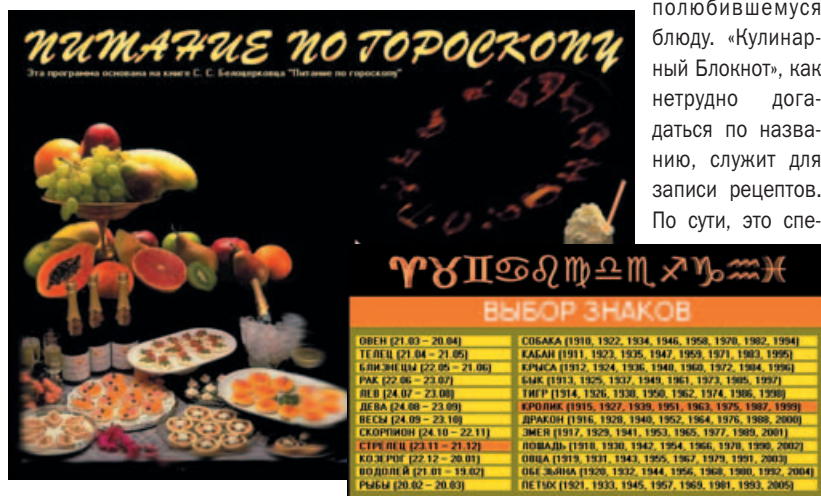 ПИТАНИЕ ПО ГОРОСКОПУ
Эта программа основана на книге С. С. Белоцерковца "Питание по гороскопу"
полюбившемуся
блюду. «Кулинар-
ный Блокнот», как
нетрудно дога-
даться по назва-
нию, служит для
записи рецептов.
По сути, это спе-
ВЫБОР ЗНАКОВ
ОВЕН (21.03 – 20.04)
ТЕЛЕЦ (21.04 – 21.05)
БЛИЗНЕЦЫ (22.05 – 21.06)
РАК (22.06 – 23.07)
ЛЕВ (24.07 – 23.08)
ДЕВА (24.08 – 23.09)
ВЕСЫ (24.09 – 23.10)
СКОРПИОН (24.10 – 22.11)
СТРЕЛЕЦ (23.11 – 21.12)
КОЗЕРОГ (22.12 – 20.01)
ВОДОЛЕЙ (21.01 – 19.02)
РЫБЫ (20.02 – 20.03)
СОБАКА (1910, 1922, 1934, 1946, 1958, 1970, 1982, 1994)
КАБАН (1911, 1923, 1935, 1947, 1959, 1971, 1983, 1995)
КРЫСА (1912, 1924, 1936, 1948, 1960, 1972, 1984, 1996)
БЫК (1913, 1925, 1937, 1949, 1961, 1973, 1985, 1997)
ТИГР (1914, 1926, 1938, 1950, 1962, 1974, 1986, 1998)
КРОЛИК (1915, 1927, 1939, 1951, 1963, 1975, 1987, 1999)
ДРАКОН (1916, 1928, 1940, 1952, 1964, 1976, 1988, 2000)
ЗМЕЯ (1917, 1929, 1941, 1953, 1965, 1977, 1989, 2001)
ЛОШАДЬ (1918, 1930, 1942, 1954, 1966, 1978, 1990, 2002)
ОВЦА (1919, 1931, 1943, 1955, 1967, 1979, 1991, 2003)
ОБЕЗЬЯНА (1920, 1932, 1944, 1956, 1968, 1980, 1992, 2004)
ПЕТУХ (1921, 1933, 1945, 1957, 1969, 1981, 1993, 2005)